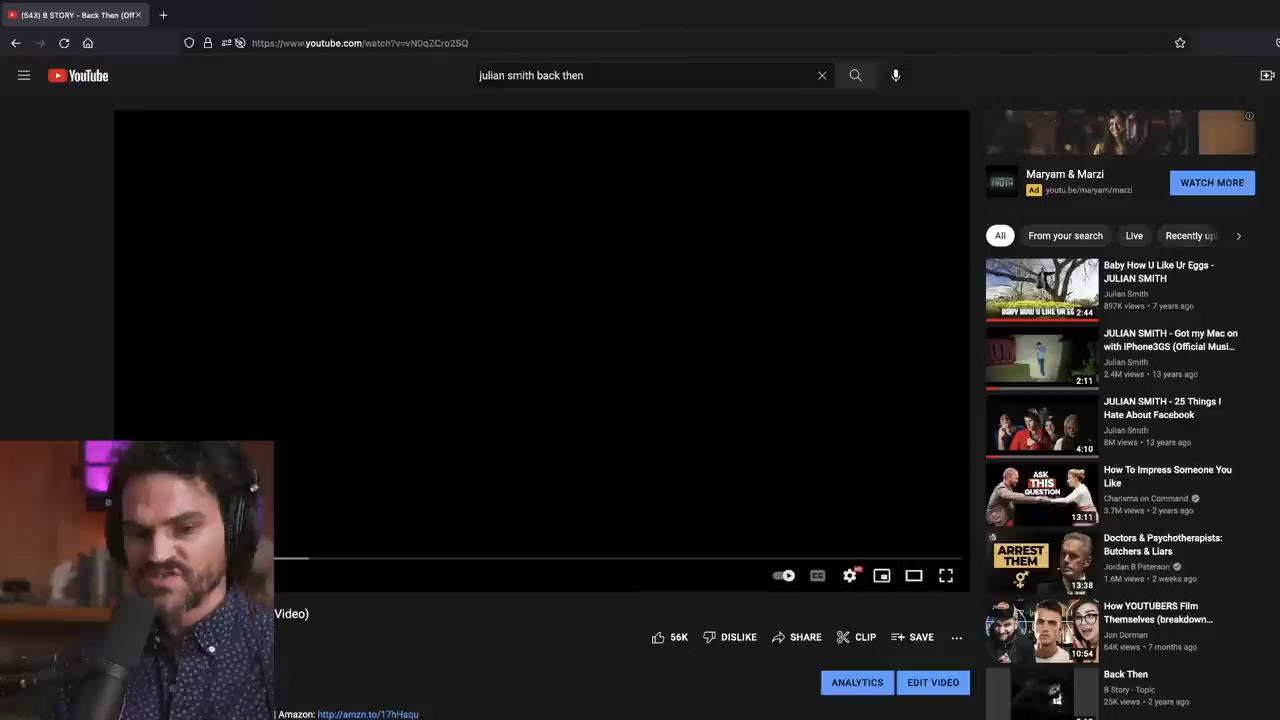 (543) B STORY - Back Then (Off
https://www.youtube.com/watch?v=vN0qZCro2SQ
YouTube
julian smith back then
Maryam & Marzi
Ad youtu.be/maryam/marzi
WATCH MORE
All
From your search
Live
Recently up
Baby How U Like Ur Eggs -
JULIAN SMITH
Julian Smith
897K views • 7 years ago
BABY HOW U LIKE UR EG
2:44
JULIAN SMITH - Got my Mac on
with iPhone3GS (Official Musi...
Julian Smith
2.4M views • 13 years ago
2:11
JULIAN SMITH - 25 Things I
Hate About Facebook
Julian Smith
8M views • 13 years ago
4:10
How To Impress Someone You
Like
Charisma on Command
3.7M views • 2 years ago
ASK
THIS
QUESTION
13:11
Doctors & Psychotherapists:
Butchers & Liars
Jordan B Peterson
1.6M views • 2 weeks ago
ARREST
THEM
13:38
How YOUTUBERS Film
Themselves (breakdown...
Jon Dorman
64K views • 7 months ago
10:54
Back Then
B Story - Topic
25K views • 2 years ago
CC
HD
Video)
56K
DISLIKE
SHARE
CLIP
SAVE
ANALYTICS
EDIT VIDEO
| Amazon: http://amzn.to/17hHaqu